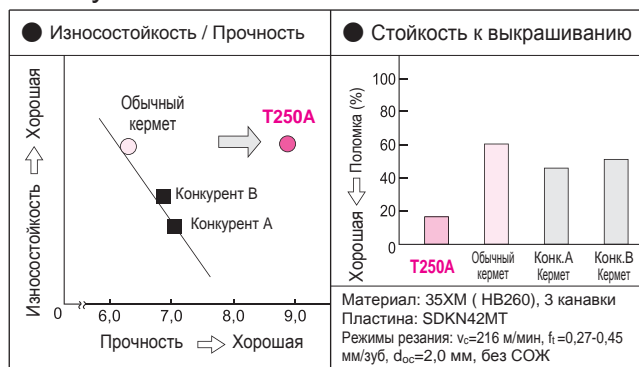 Износостойкость / Прочность
Износостойкость Хорошая
Обычный
кермет
T250A
Конкурент В
Конкурент А
0
6,0
7,0
8,0
9,0
Прочность Хорошая
Стойкость к выкрашиванию
Хорошая Поломка (%)
100
80
60
40
20
0
T250A
Обычный
кермет
Конк.А
Кермет
Конк.В
Кермет
Материал: 35ХМ ( HB260), 3 канавки
Пластина: SDKN42MT
Режимы резания: vc=216 м/мин, ft =0,27-0,45
мм/зуб, doc=2,0 мм, без СОЖ